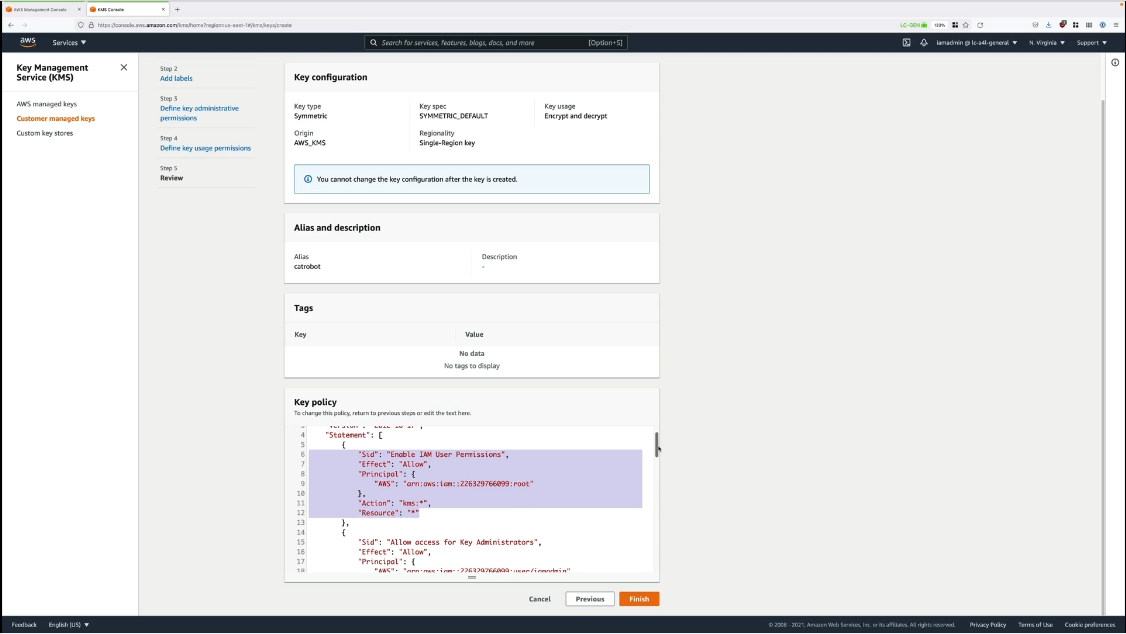 AWS Management Console
KMS Console
https://console.aws.amazon.com/kms/home?region=us-east-1#/kms/keys/create
LC-GEN
aws
Services ▼
Search for services, features, blogs, docs, and more
[Option+S]
iamadmin @ lc-a4l-general ▼
N. Virginia ▼
Support ▼
Key Management
Service (KMS)
AWS managed keys
Customer managed keys
Custom key stores
Step 2
Add labels
Step 3
Define key administrative
permissions
Step 4
Define key usage permissions
Step 5
Review
Key configuration
Key type
Symmetric
Key spec
SYMMETRIC_DEFAULT
Key usage
Encrypt and decrypt
Origin
AWS_KMS
Regionality
Single-Region key
You cannot change the key configuration after the key is created.
Alias and description
Alias
catrobot
Description
-
Tags
Key
Value
No data
No tags to display
Key policy
To change this policy, return to previous steps or edit the text here.
3 "Version": "2012-10-17",
4 "Statement": [
5 {
6 "Sid": "Enable IAM User Permissions",
7 "Effect": "Allow",
8 "Principal": {
9 "AWS": "arn:aws:iam::226329766099:root"
10 },
11 "Action": "kms:*",
12 "Resource": "*"
13 },
14 {
15 "Sid": "Allow access for Key Administrators",
16 "Effect": "Allow",
17 "Principal": {
18 "AWS": "arn:aws:iam::226329766099:user/iamadmin"
Cancel
Previous
Finish
Feedback
English (US) ▼
© 2008 - 2021, Amazon Web Services, Inc. or its affiliates. All rights reserved.
Privacy Policy
Terms of Use
Cookie preferences